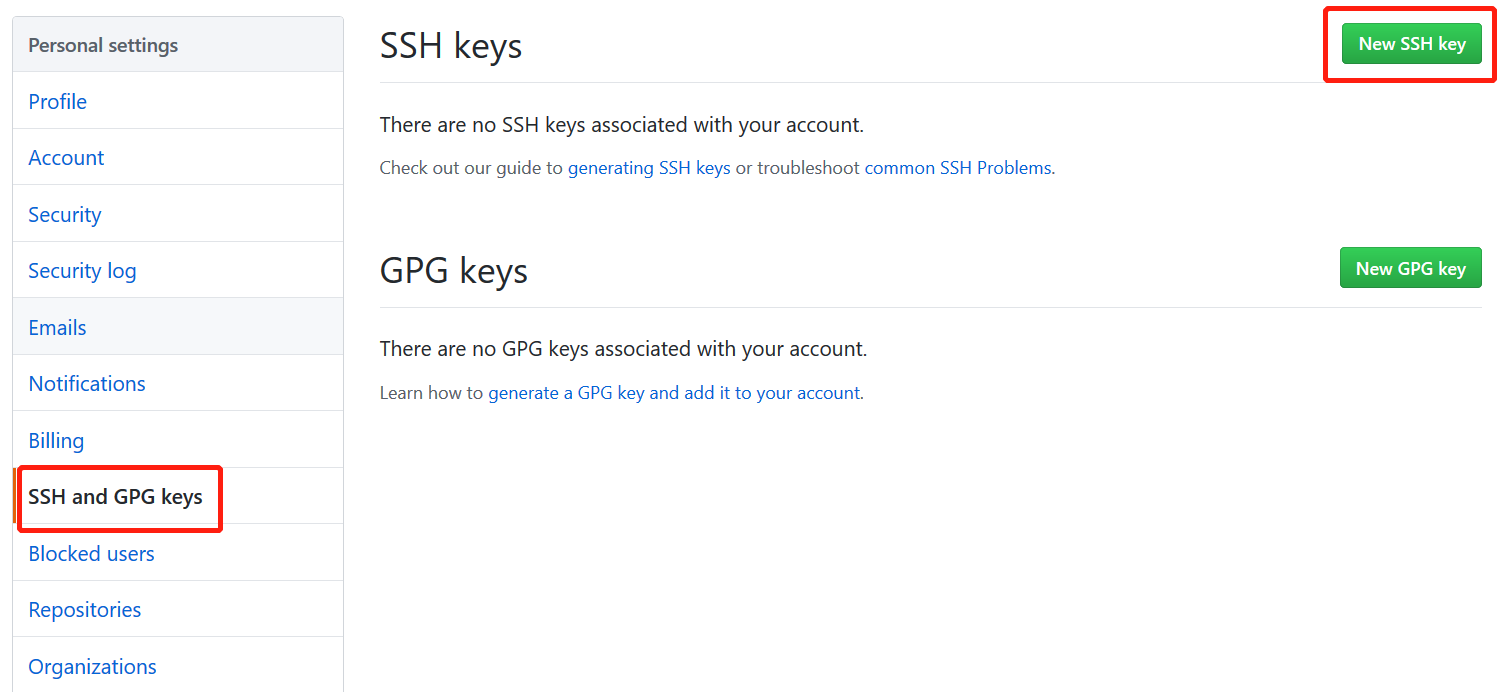 Personal settings
Profile
Account
Security
Security log
Emails
Notifications
Billing
SSH and GPG keys
Blocked users
Repositories
Organizations
SSH keys
New SSH key
There are no SSH keys associated with your account.
Check out our guide to generating SSH keys or troubleshoot common SSH Problems.
GPG keys
New GPG key
There are no GPG keys associated with your account.
Learn how to generate a GPG key and add it to your account.